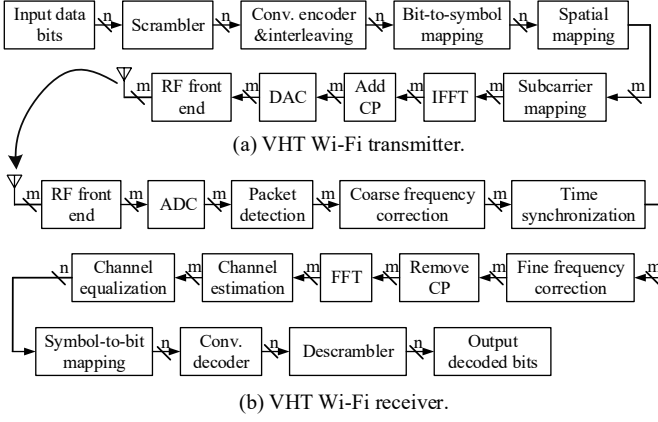 Input data bits
n
Scrambler
n
Conv. encoder &interleaving
n
Bit-to-symbol mapping
n
Spatial mapping
m
Subcarrier mapping
m
IFFT
m
Add CP
m
DAC
m
RF front end
m
(a) VHT Wi-Fi transmitter.
m
RF front end
m
ADC
m
Packet detection
m
Coarse frequency correction
m
Time synchronization
m
Fine frequency correction
m
Remove CP
m
FFT
m
Channel estimation
m
Channel equalization
n
Symbol-to-bit mapping
n
Conv. decoder
n
Descrambler
n
Output decoded bits
(b) VHT Wi-Fi receiver.